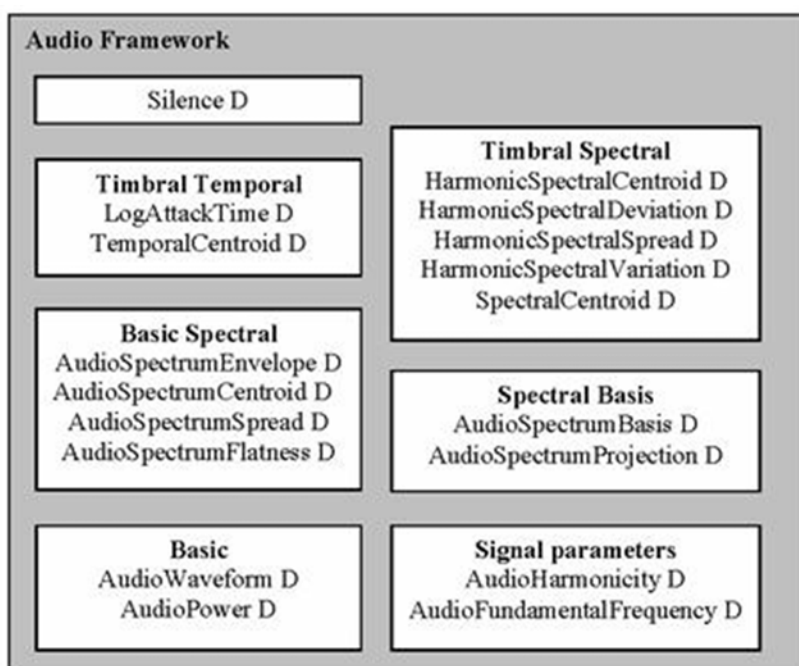 Audio Framework
Silence D
Timbral Temporal
LogAttackTime D
TemporalCentroid D
Basic Spectral
AudioSpectrumEnvelope D
AudioSpectrumCentroid D
AudioSpectrumSpread D
AudioSpectrumFlatness D
Basic
AudioWaveform D
AudioPower D
Timbral Spectral
HarmonicSpectralCentroid D
HarmonicSpectralDeviation D
HarmonicSpectralSpread D
HarmonicSpectralVariation D
SpectralCentroid D
Spectral Basis
AudioSpectrumBasis D
AudioSpectrumProjection D
Signal parameters
AudioHarmonicity D
AudioFundamentalFrequency D